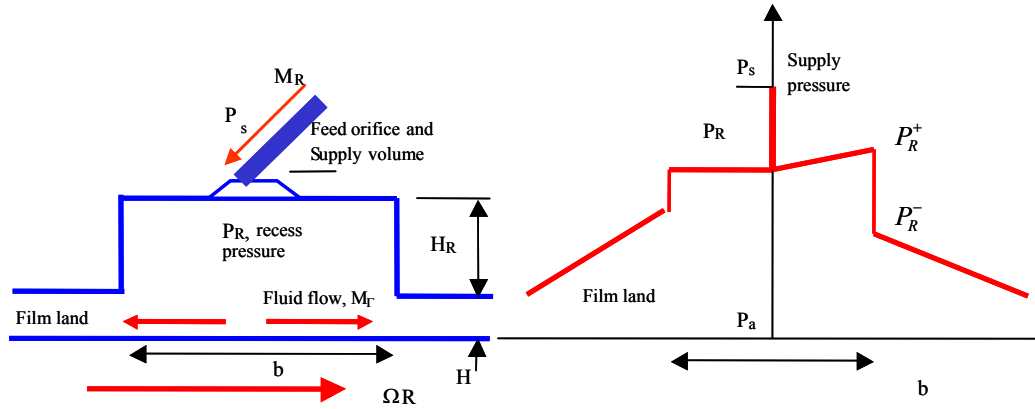 M_R
P_s
Feed orifice and
Supply volume
P_R, recess
pressure
H_R
Fluid flow, M_Γ
Film land
b
H
ΩR
P_s
Supply
pressure
P_R
P_R^+
P_R^-
Film land
P_a
b